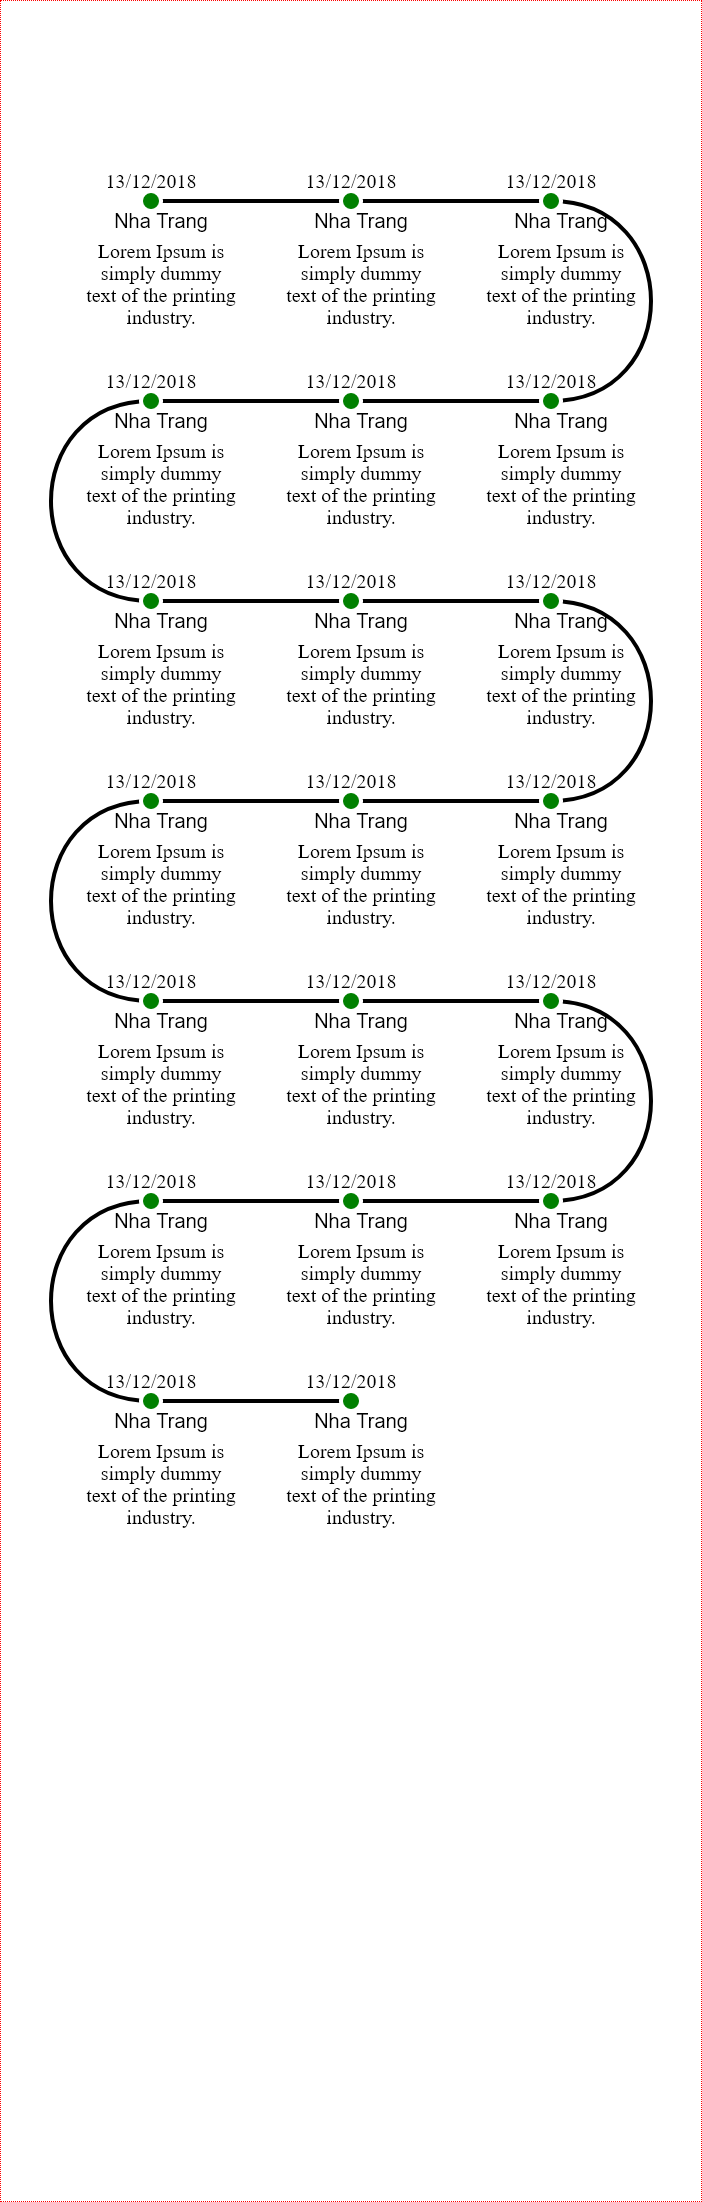 13/12/2018 13/12/2018 13/12/2018
Nha Trang Nha Trang Nha Trang
Lorem Ipsum is Lorem Ipsum is Lorem Ipsum is
simply dummy simply dummy simply dummy
text of the printing text of the printing text of the printing
industry. industry. industry.
13/12/2018 13/12/2018 13/12/2018
Nha Trang Nha Trang Nha Trang
Lorem Ipsum is Lorem Ipsum is Lorem Ipsum is
simply dummy simply dummy simply dummy
text of the printing text of the printing text of the printing
industry. industry. industry.
13/12/2018 13/12/2018 13/12/2018
Nha Trang Nha Trang Nha Trang
Lorem Ipsum is Lorem Ipsum is Lorem Ipsum is
simply dummy simply dummy simply dummy
text of the printing text of the printing text of the printing
industry. industry. industry.
13/12/2018 13/12/2018 13/12/2018
Nha Trang Nha Trang Nha Trang
Lorem Ipsum is Lorem Ipsum is Lorem Ipsum is
simply dummy simply dummy simply dummy
text of the printing text of the printing text of the printing
industry. industry. industry.
13/12/2018 13/12/2018 13/12/2018
Nha Trang Nha Trang Nha Trang
Lorem Ipsum is Lorem Ipsum is Lorem Ipsum is
simply dummy simply dummy simply dummy
text of the printing text of the printing text of the printing
industry. industry. industry.
13/12/2018 13/12/2018 13/12/2018
Nha Trang Nha Trang Nha Trang
Lorem Ipsum is Lorem Ipsum is Lorem Ipsum is
simply dummy simply dummy simply dummy
text of the printing text of the printing text of the printing
industry. industry. industry.
13/12/2018 13/12/2018
Nha Trang Nha Trang
Lorem Ipsum is Lorem Ipsum is
simply dummy simply dummy
text of the printing text of the printing
industry. industry.